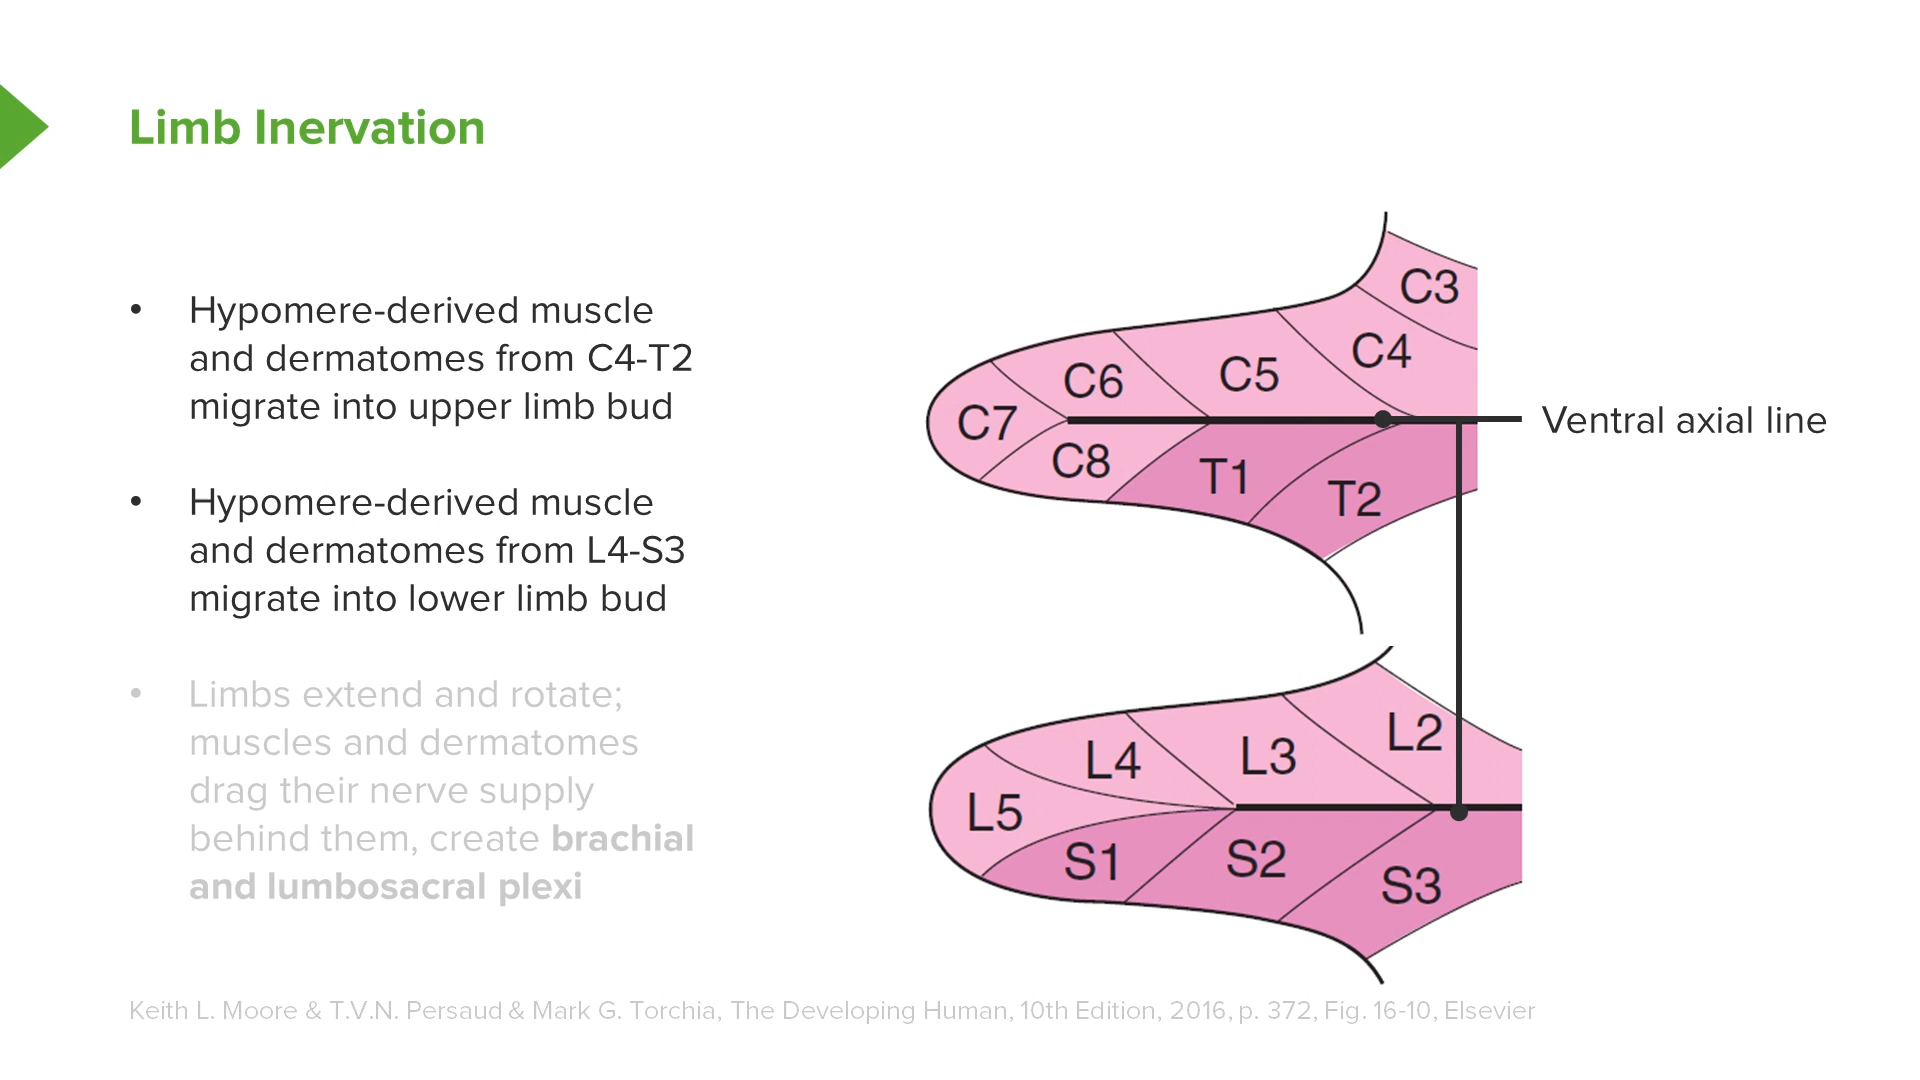 Limb Inervation
• Hypomere-derived muscle
and dermatomes from C4-T2
migrate into upper limb bud
• Hypomere-derived muscle
and dermatomes from L4-S3
migrate into lower limb bud
• Limbs extend and rotate;
muscles and dermatomes
drag their nerve supply
behind them, create brachial
and lumbosacral plexi
C3
C4
C5
C6
C7
C8
T1
T2
Ventral axial line
L2
L3
L4
L5
S1
S2
S3
Keith L. Moore & T.V.N. Persaud & Mark G. Torchia, The Developing Human, 10th Edition, 2016, p. 372, Fig. 16-10, Elsevier